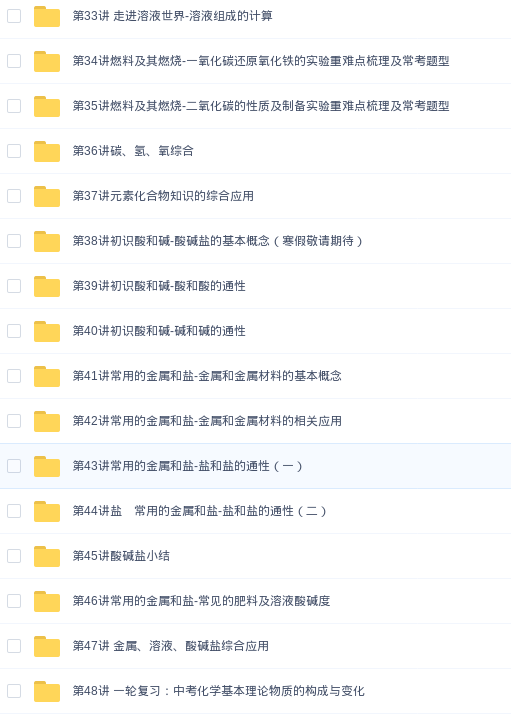 第33讲 走进溶液世界-溶液组成的计算
第34讲燃料及其燃烧-一氧化碳还原氧化铁的实验重难点梳理及常考题型
第35讲燃料及其燃烧-二氧化碳的性质及制备实验重难点梳理及常考题型
第36讲碳、氢、氧综合
第37讲元素化合物知识的综合应用
第38讲初识酸和碱-酸碱盐的基本概念（寒假敬请期待）
第39讲初识酸和碱-酸和酸的通性
第40讲初识酸和碱-碱和碱的通性
第41讲常用的金属和盐-金属和金属材料的基本概念
第42讲常用的金属和盐-金属和金属材料的相关应用
第43讲常用的金属和盐-盐和盐的通性（一）
第44讲盐　常用的金属和盐-盐和盐的通性（二）
第45讲酸碱盐小结
第46讲常用的金属和盐-常见的肥料及溶液酸碱度
第47讲 金属、溶液、酸碱盐综合应用
第48讲 一轮复习：中考化学基本理论物质的构成与变化